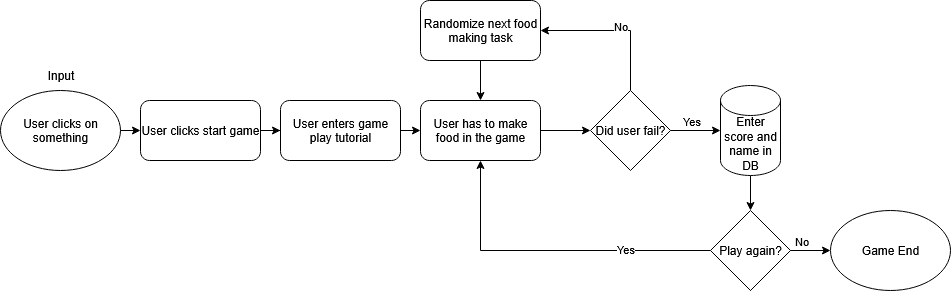 Randomize next food
making task
No
Input
User clicks on
something
User clicks start game
User enters game
play tutorial
User has to make
food in the game
Did user fail?
Yes
Enter
score and
name in
DB
Yes
Play again?
No
Game End